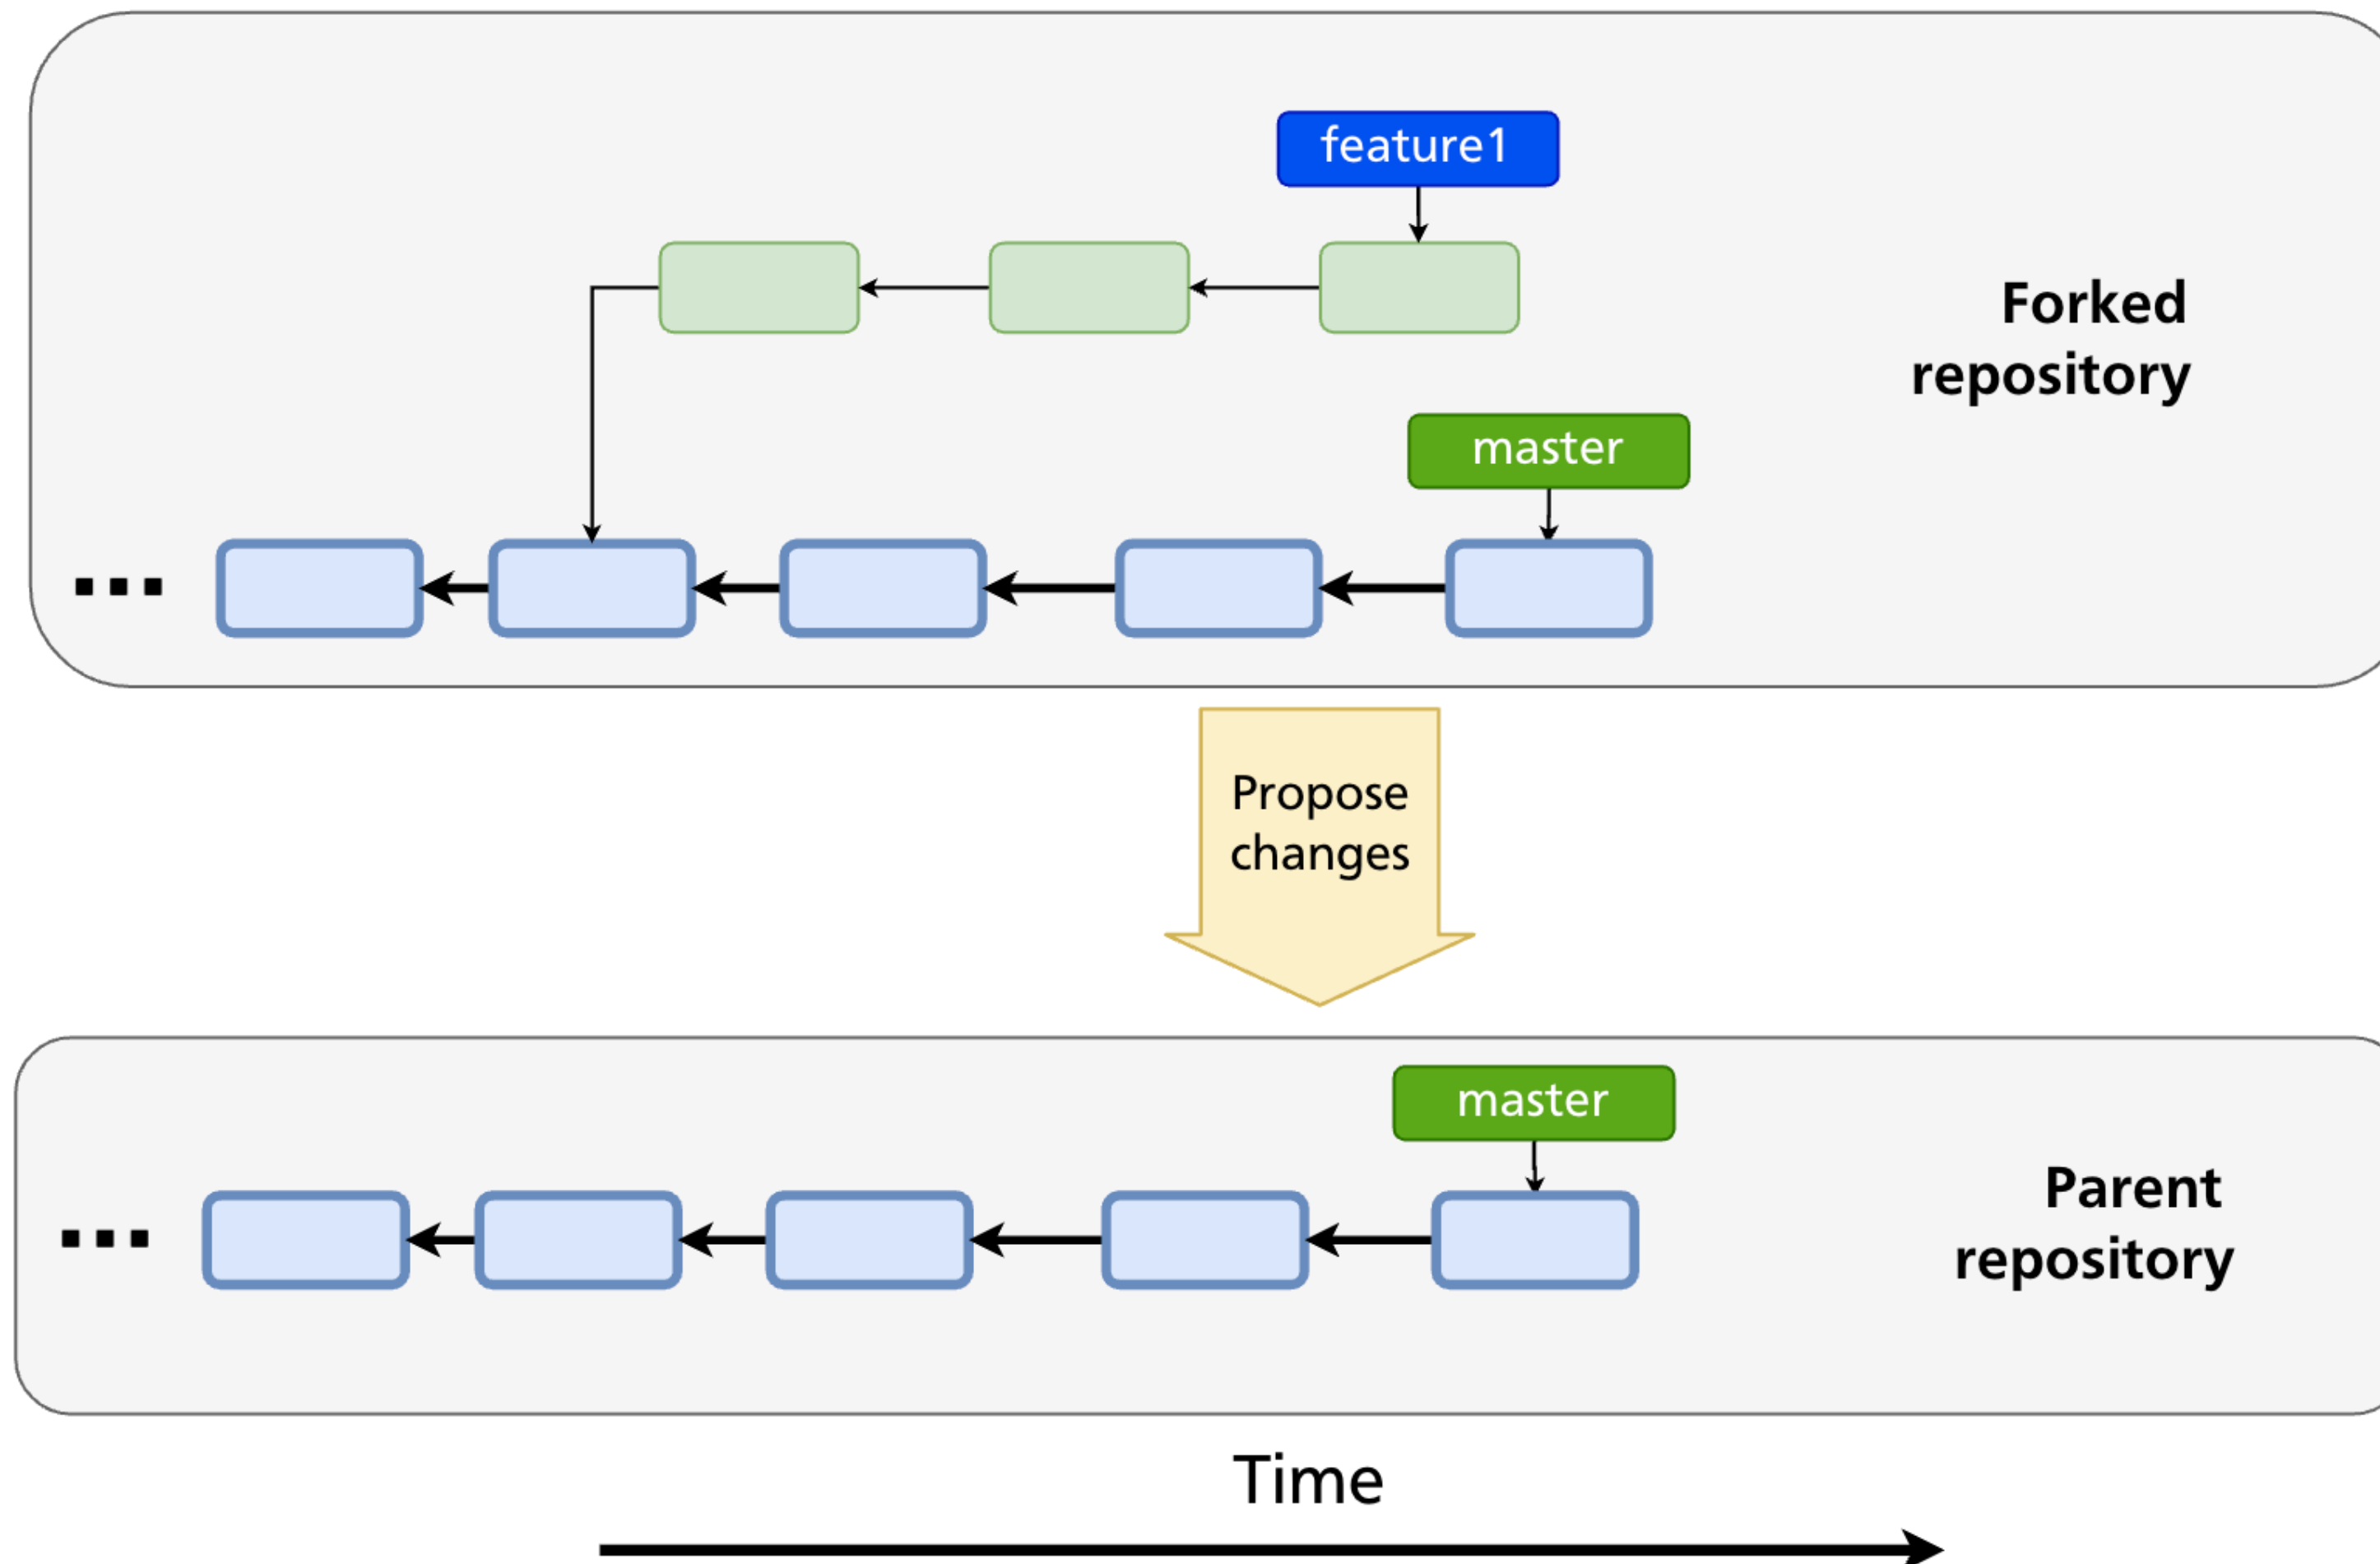 feature1
Forked
repository
master
Propose
changes
master
Parent
repository
Time